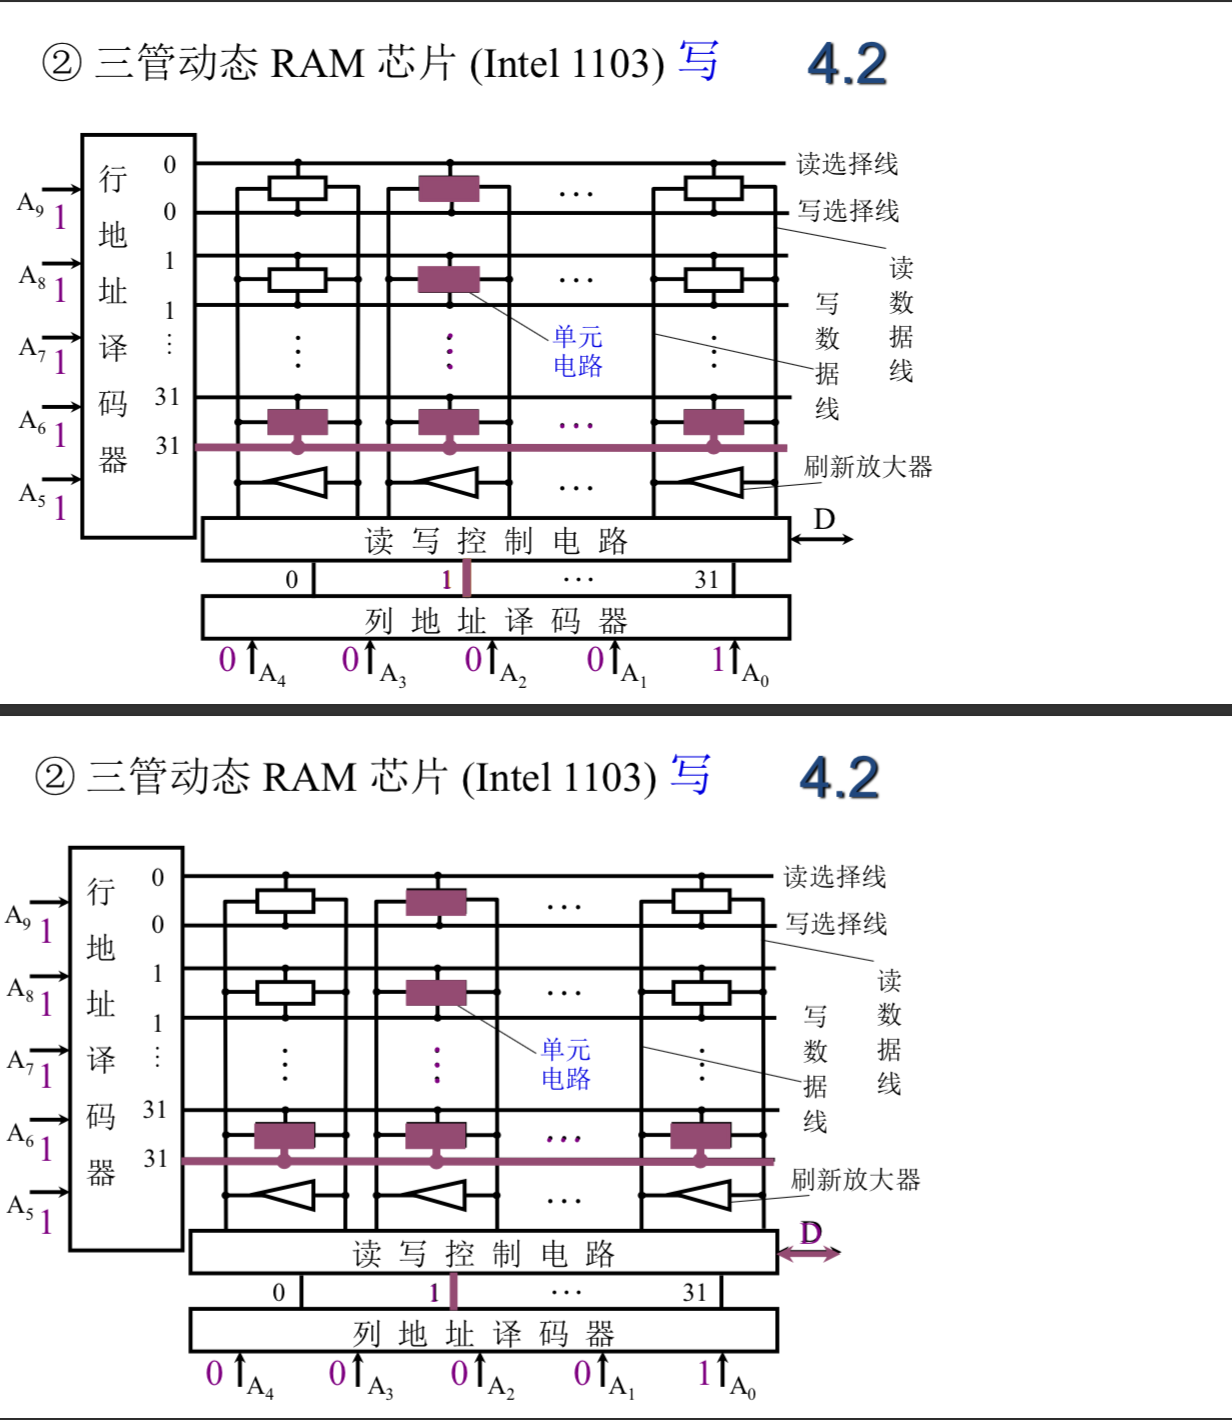 ② 三管动态 RAM 芯片 (Intel 1103) 写 4.2
行地址译码器
0
0
1
1
⋮
31
31
A9 1
A8 1
A7 1
A6 1
A5 1
…
…
…
…
读选择线
写选择线
读数据线
写数据线
单元
电路
刷新放大器
读 写 控 制 电 路
D
0 1 … 31
列 地 址 译 码 器
0 A4 0 A3 0 A2 0 A1 1 A0
② 三管动态 RAM 芯片 (Intel 1103) 写 4.2
行地址译码器
0
0
1
1
⋮
31
31
A9 1
A8 1
A7 1
A6 1
A5 1
…
…
…
…
读选择线
写选择线
读数据线
写数据线
单元
电路
刷新放大器
读 写 控 制 电 路
D
0 1 … 31
列 地 址 译 码 器
0 A4 0 A3 0 A2 0 A1 1 A0